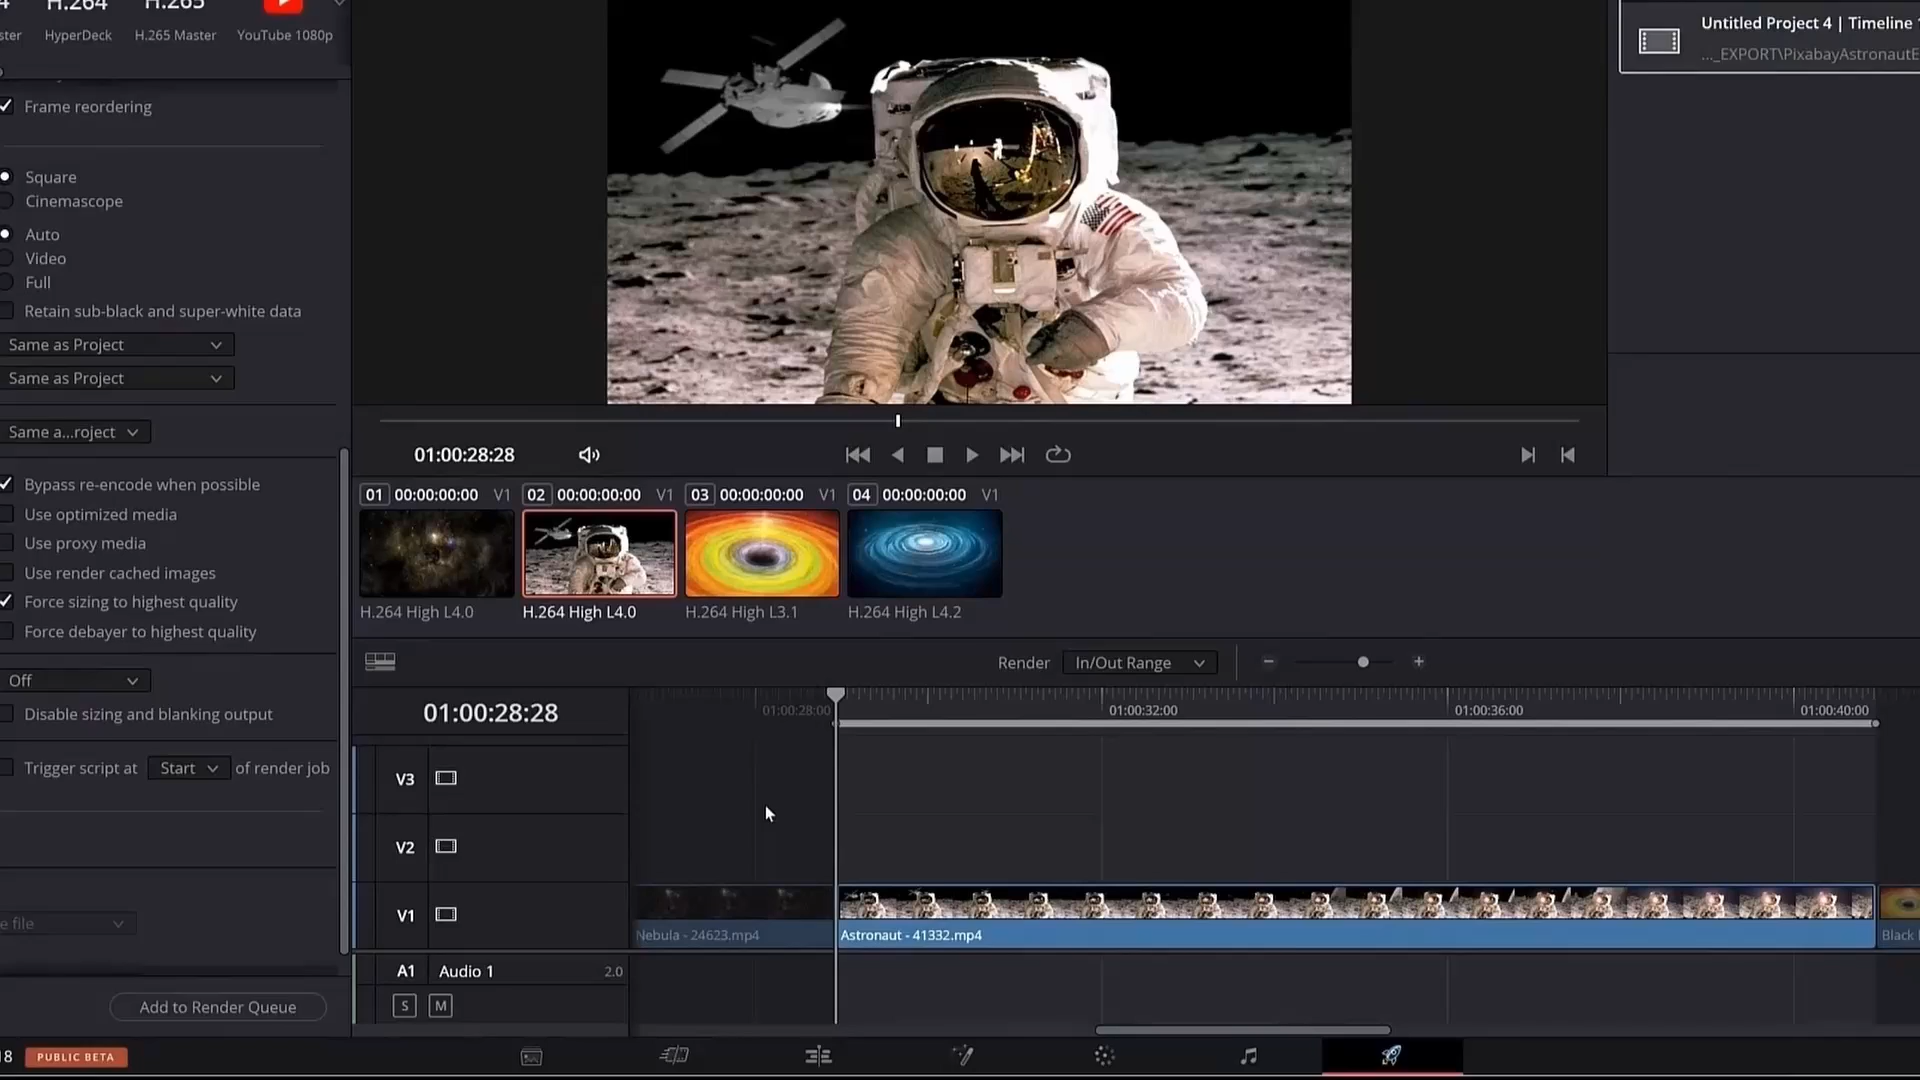 H.264
H.265
ster
HyperDeck
H.265 Master
YouTube 1080p
Untitled Project 4 | Timeline
..._EXPORT\PixabayAstronautE
Frame reordering
Square
Cinemascope
Auto
Video
Full
Retain sub-black and super-white data
Same as Project
Same as Project
Same a...roject
Bypass re-encode when possible
Use optimized media
Use proxy media
Use render cached images
Force sizing to highest quality
Force debayer to highest quality
Off
Disable sizing and blanking output
Trigger script at Start of render job
e file
Add to Render Queue
18 PUBLIC BETA
01:00:28:28
01 00:00:00:00 V1 02 00:00:00:00 V1 03 00:00:00:00 V1 04 00:00:00:00 V1
H.264 High L4.0 H.264 High L4.0 H.264 High L3.1 H.264 High L4.2
Render In/Out Range
01:00:28:28
01:00:28:00 01:00:32:00 01:00:36:00 01:00:40:00
V3
V2
V1
Nebula - 24623.mp4 Astronaut - 41332.mp4 Black
A1 Audio 1 2.0
S M